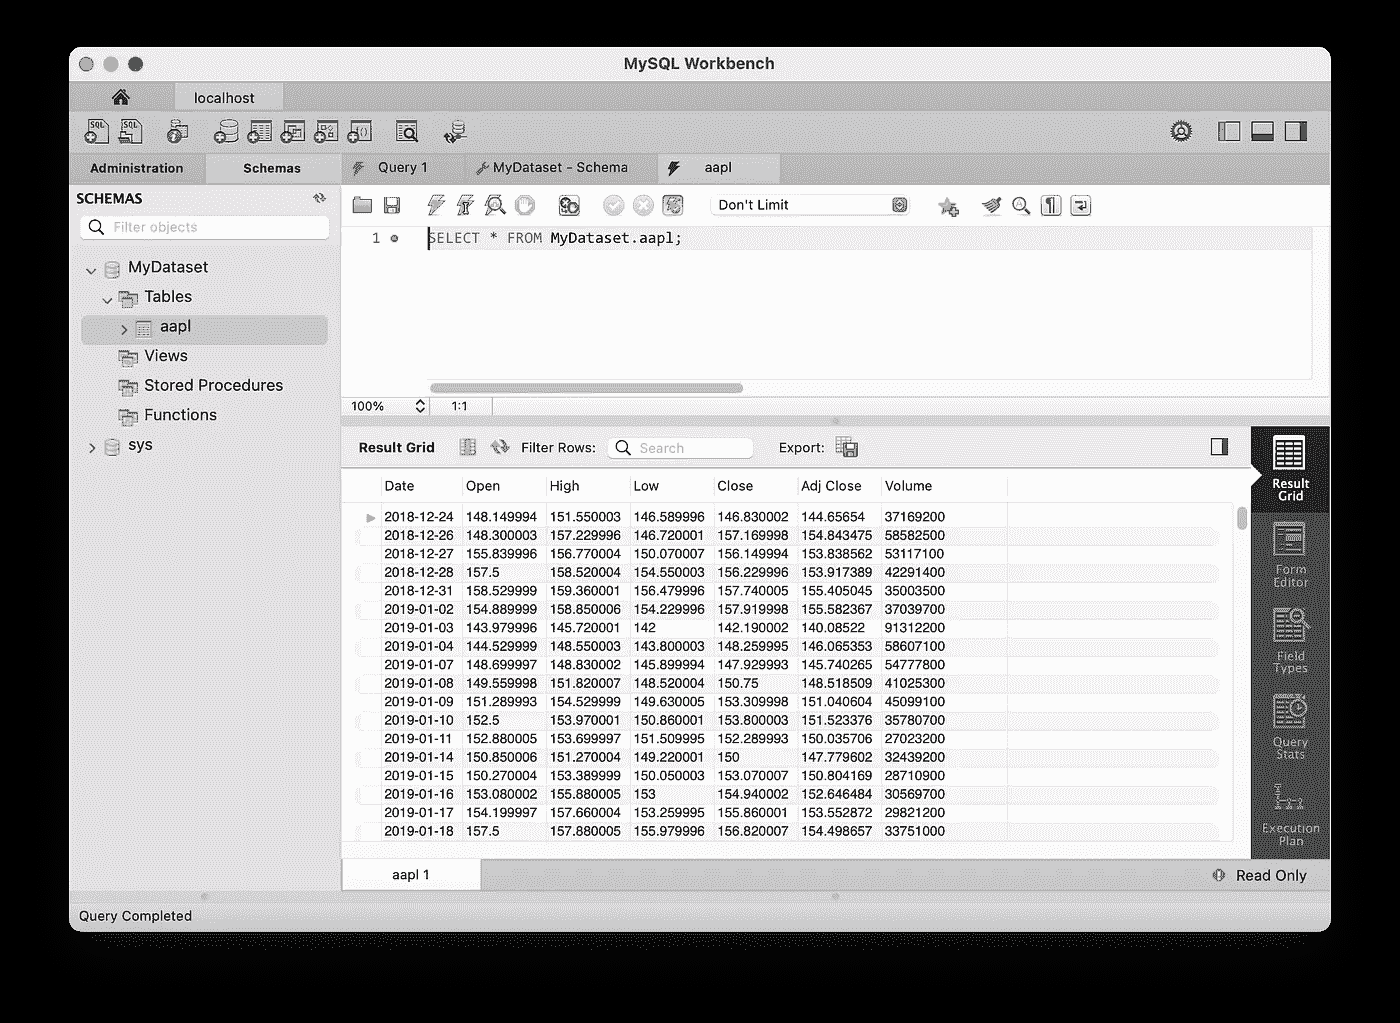 MySQL Workbench
localhost
SQL SQL
Administration Schemas Query 1 MyDataset - Schema aapl
SCHEMAS
Don't Limit
Filter objects
1 SELECT * FROM MyDataset.aapl;
MyDataset
Tables
aapl
Views
Stored Procedures
Functions
sys
100% 1:1
Result Grid Filter Rows: Search Export:
Date Open High Low Close Adj Close Volume
2018-12-24 148.149994 151.550003 146.589996 146.830002 144.65654 37169200
2018-12-26 148.300003 157.229996 146.720001 157.169998 154.843475 58582500
2018-12-27 155.839996 156.770004 150.070007 156.149994 153.838562 53117100
2018-12-28 157.5 158.520004 154.550003 156.229996 153.917389 42291400
2018-12-31 158.529999 159.360001 156.479996 157.740005 155.405045 35003500
2019-01-02 154.889999 158.850006 154.229996 157.919998 155.582367 37039700
2019-01-03 143.979996 145.720001 142 142.190002 140.08522 91312200
2019-01-04 144.529999 148.550003 143.800003 148.259995 146.065353 58607100
2019-01-07 148.699997 148.830002 145.899994 147.929993 145.740265 54777800
2019-01-08 149.559998 151.820007 148.520004 150.75 148.518509 41025300
2019-01-09 151.289993 154.529999 149.630005 153.309998 151.040604 45099100
2019-01-10 152.5 153.970001 150.860001 153.800003 151.523376 35780700
2019-01-11 152.880005 153.699997 151.509995 152.289993 150.035706 27023200
2019-01-14 150.850006 151.270004 149.220001 150 147.779602 32439200
2019-01-15 150.270004 153.389999 150.050003 153.070007 150.804169 28710900
2019-01-16 153.080002 155.880005 153 154.940002 152.646484 30569700
2019-01-17 154.199997 157.660004 153.259995 155.860001 153.552872 29821200
2019-01-18 157.5 157.880005 155.979996 156.820007 154.498657 33751000
Result
Grid
Form
Editor
Field
Types
Query
Stats
Execution
Plan
aapl 1 Read Only
Query Completed